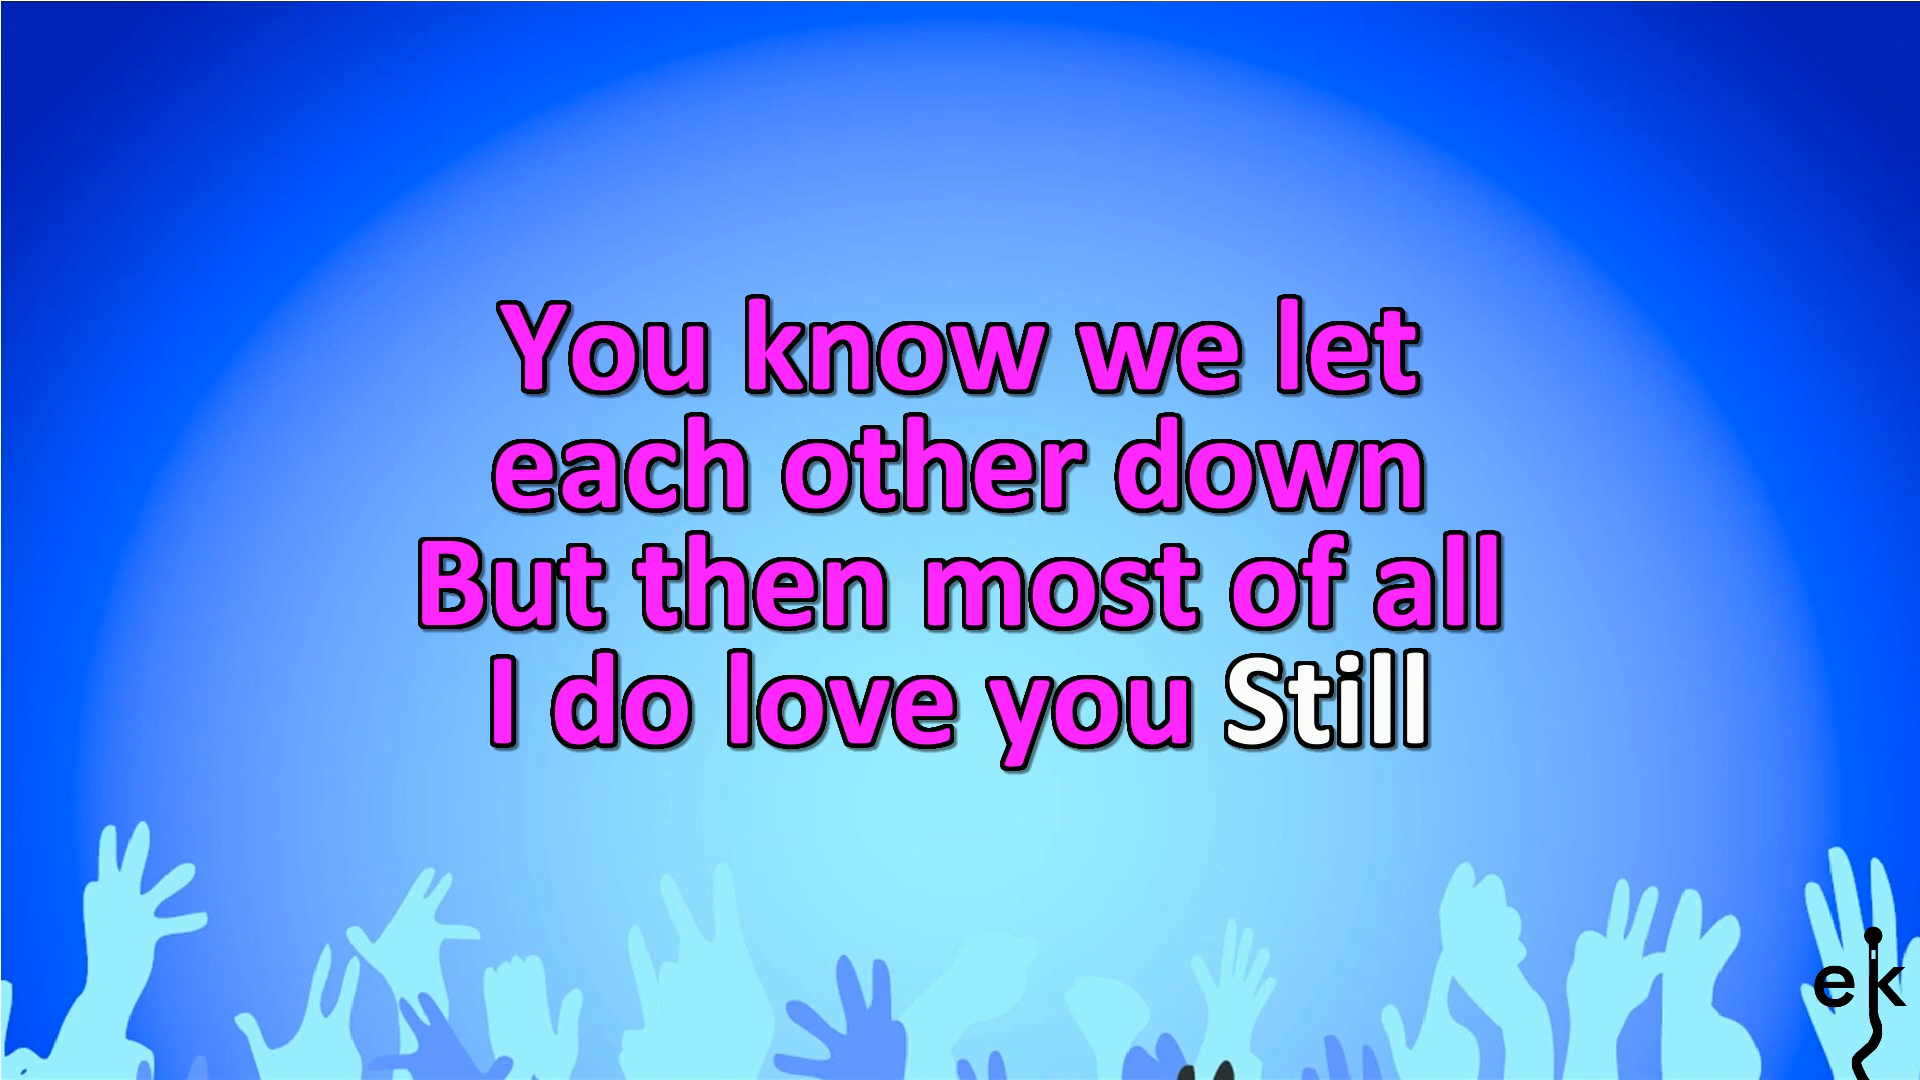 You know we let
each other down
But then most of all
I do love you Still
ek